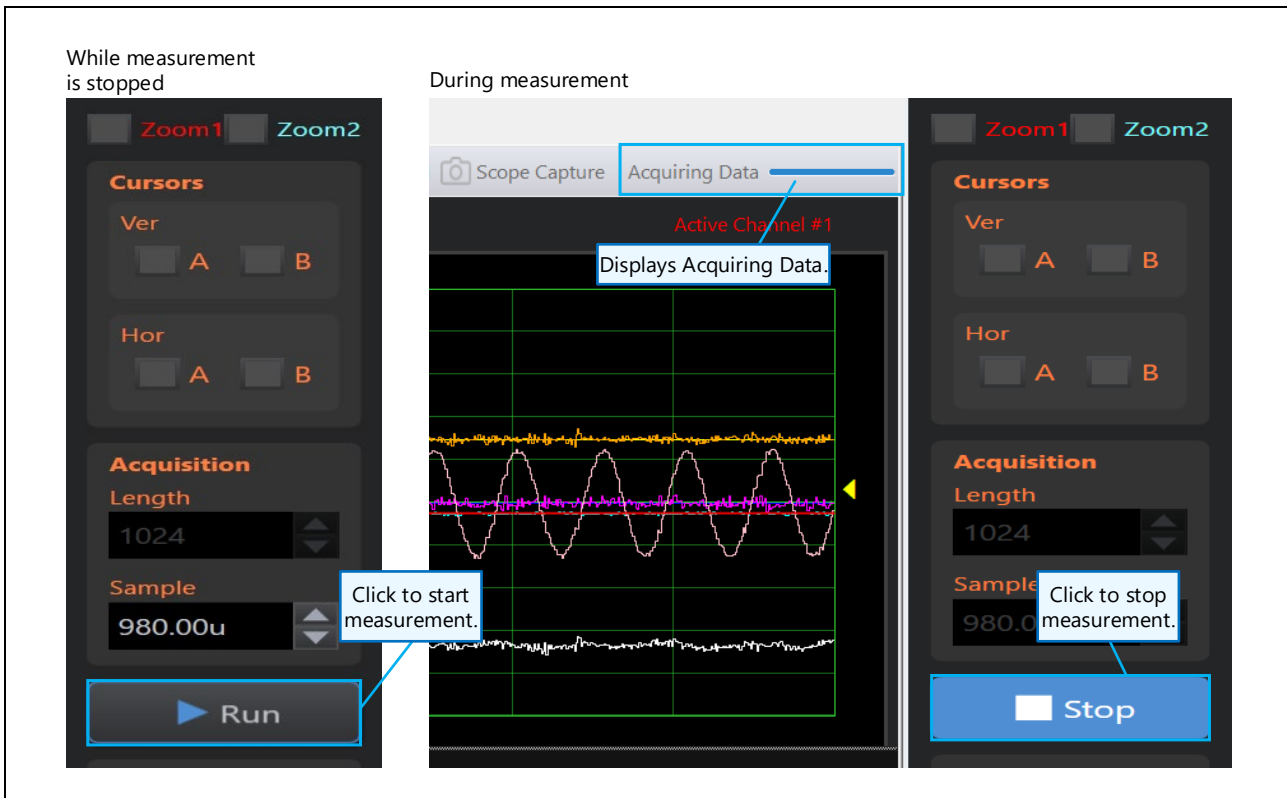 While measurement
is stopped
Zoom1 Zoom2
Cursors
Ver
A B
Hor
A B
Acquisition
Length
1024
Sample
980.00u
Click to start
measurement.
Run
During measurement
Scope Capture Acquiring Data
Active Channel #1
Displays Acquiring Data.
Zoom1 Zoom2
Cursors
Ver
A B
Hor
A B
Acquisition
Length
1024
Sample
980.0
Click to stop
measurement.
Stop